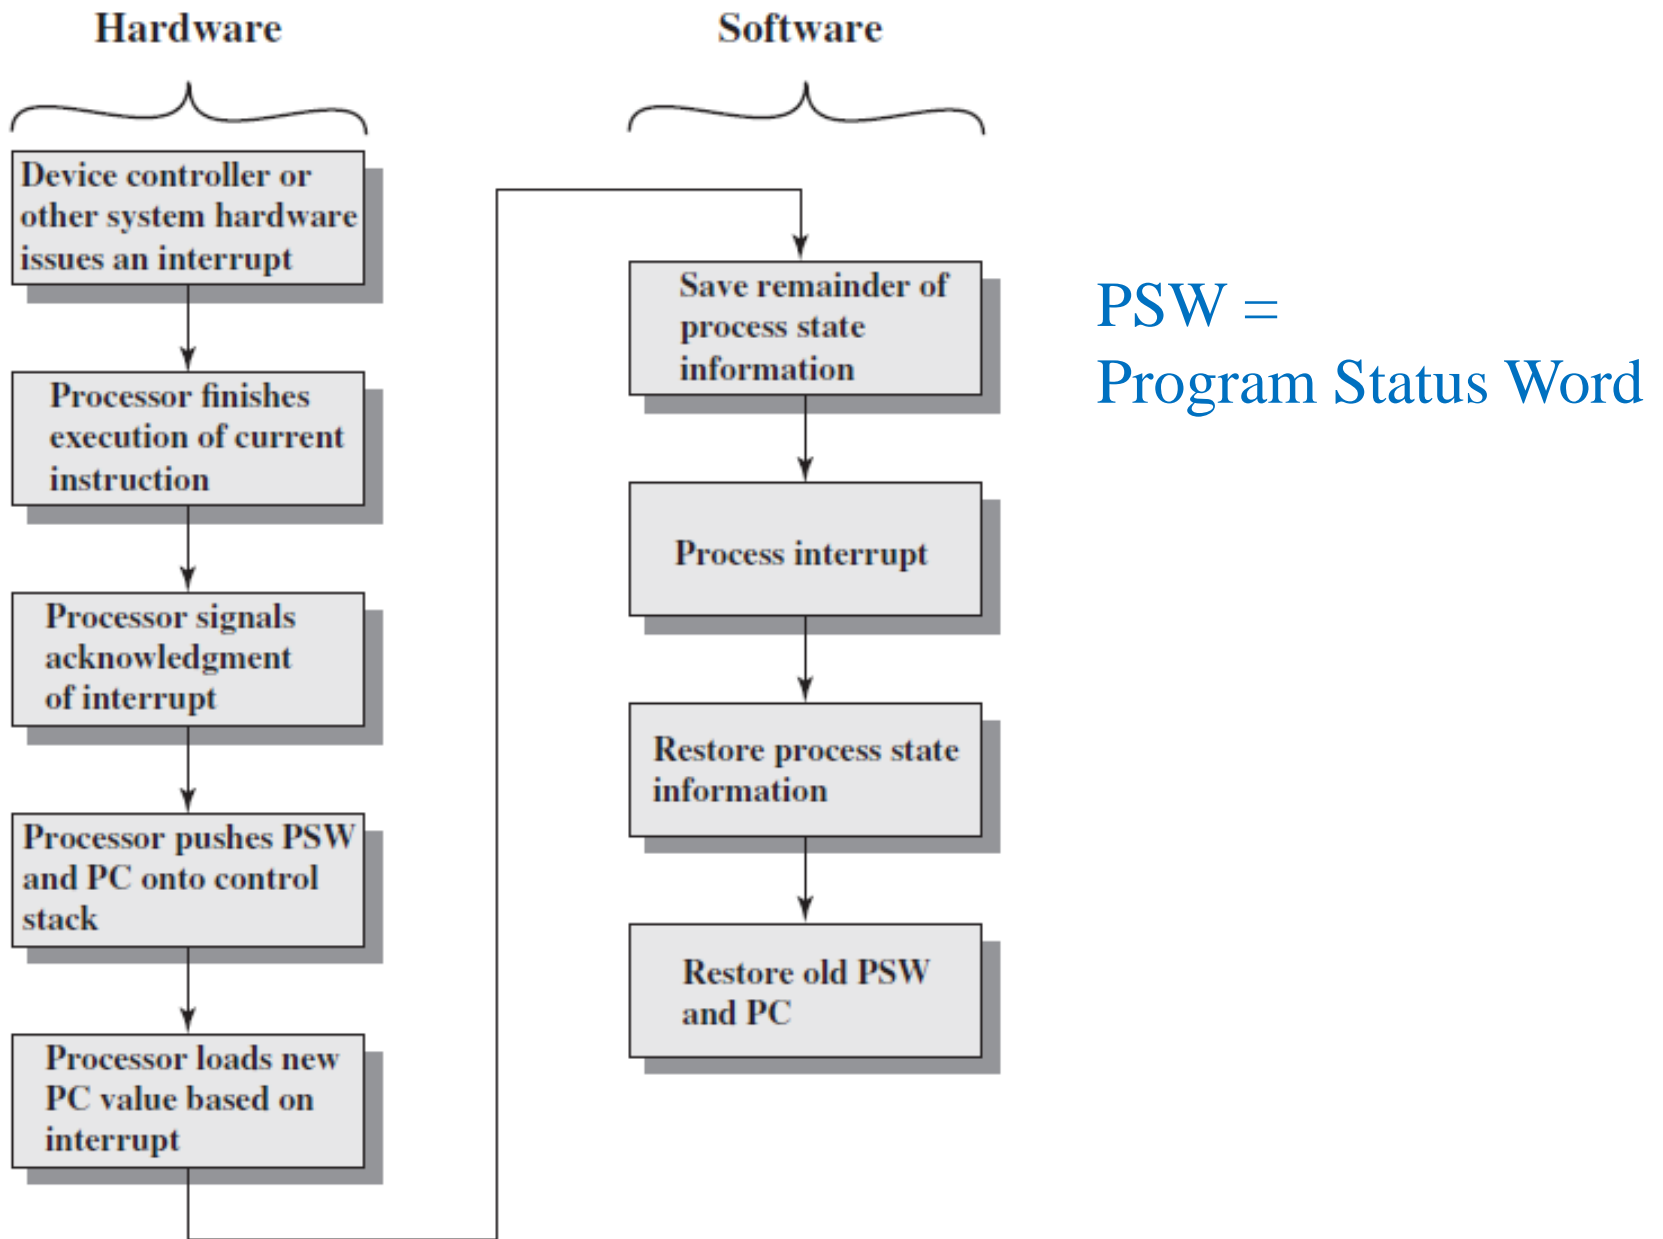 Hardware
Device controller or
other system hardware
issues an interrupt
Processor finishes
execution of current
instruction
Processor signals
acknowledgment
of interrupt
Processor pushes PSW
and PC onto control
stack
Processor loads new
PC value based on
interrupt
Software
Save remainder of
process state
information
Process interrupt
Restore process state
information
Restore old PSW
and PC
PSW =
Program Status Word